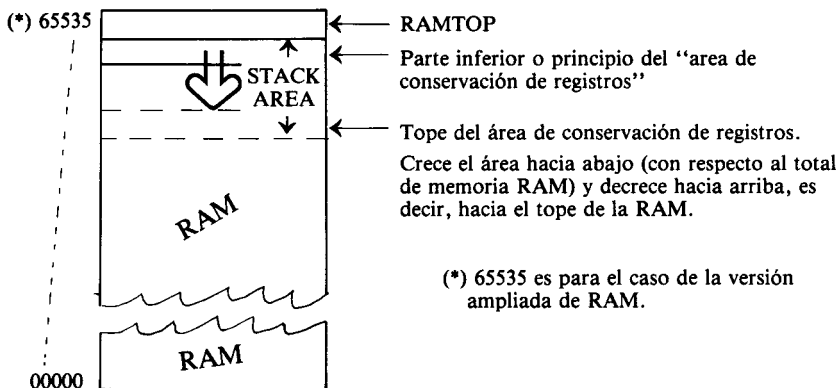 (*) 65535
RAMTOP
Parte inferior o principio del “area de
conservación de registros”
STACK
AREA
Tope del área de conservación de registros.
Crece el área hacia abajo (con respecto al total
de memoria RAM) y decrece hacia arriba, es
decir, hacia el tope de la RAM.
RAM
(*) 65535 es para el caso de la versión
ampliada de RAM.
RAM
00000